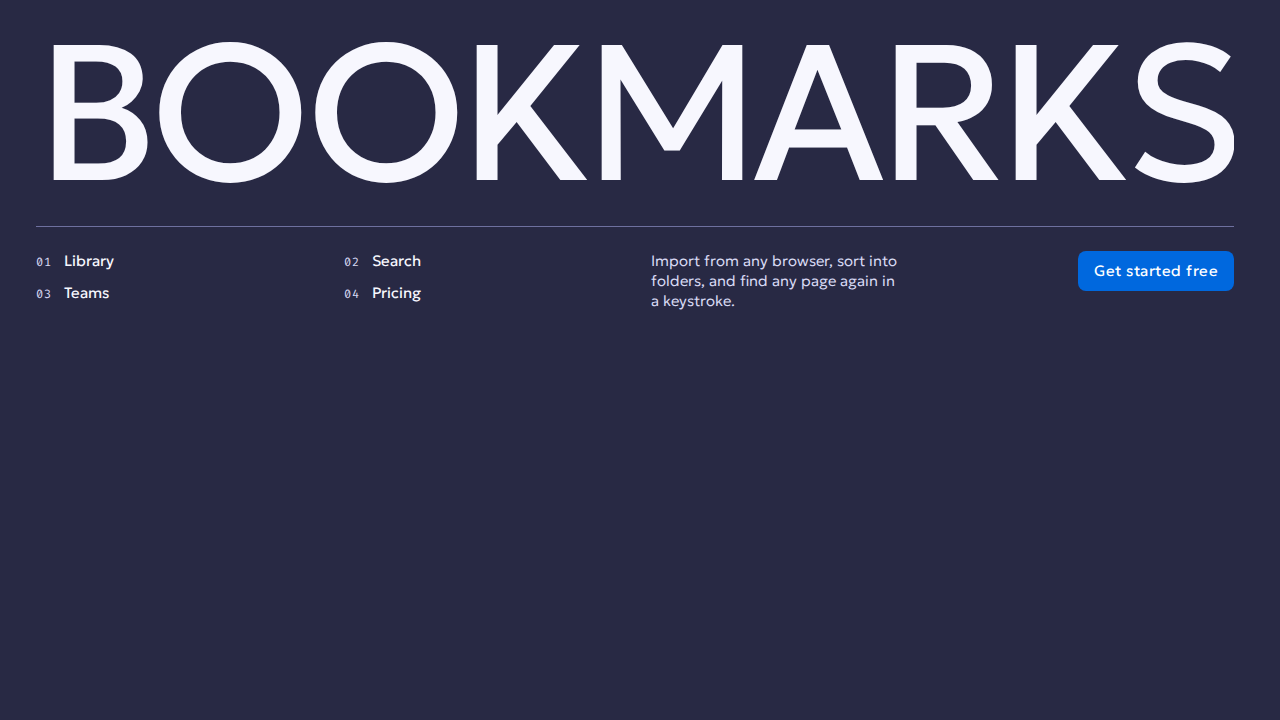 BOOKMARKS
01 Library
02 Search
03 Teams
04 Pricing
Import from any browser, sort into
folders, and find any page again in
a keystroke.
Get started free